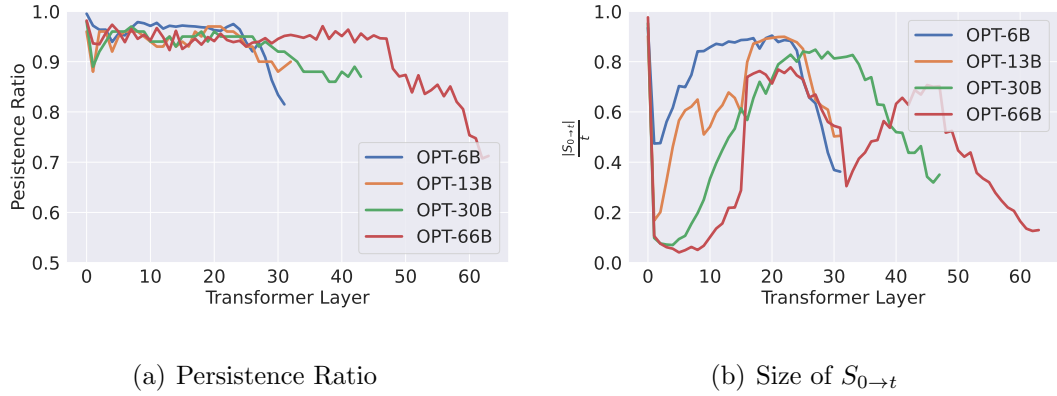 1.0
0.9
0.8
0.7
0.6
0.5
Pesistence Ratio
0 10 20 30 40 50 60
Transformer Layer
OPT-6B
OPT-13B
OPT-30B
OPT-66B
1.0
0.8
0.6
0.4
0.2
0.0
|S₀→t|
t
0 10 20 30 40 50 60
Transformer Layer
OPT-6B
OPT-13B
OPT-30B
OPT-66B
(a) Persistence Ratio
(b) Size of S₀→t